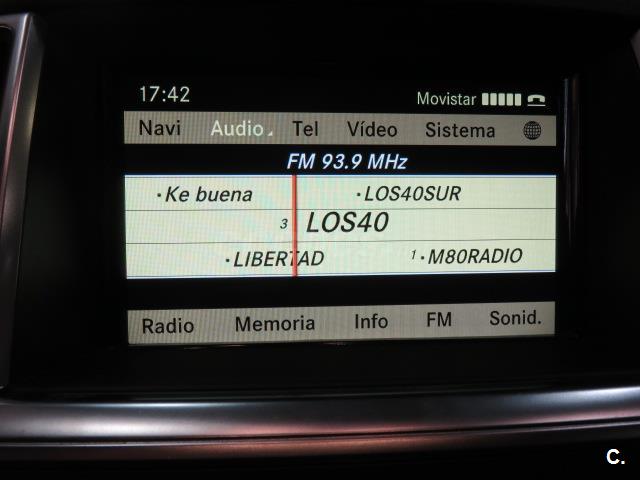 17:42 Movistar
Navi Audio Tel Vídeo Sistema
FM 93.9 MHz
·Ke buena ·LOS40SUR
3 LOS40
·LIBERTAD 1·M80RADIO
Radio Memoria Info FM Sonid.
C.